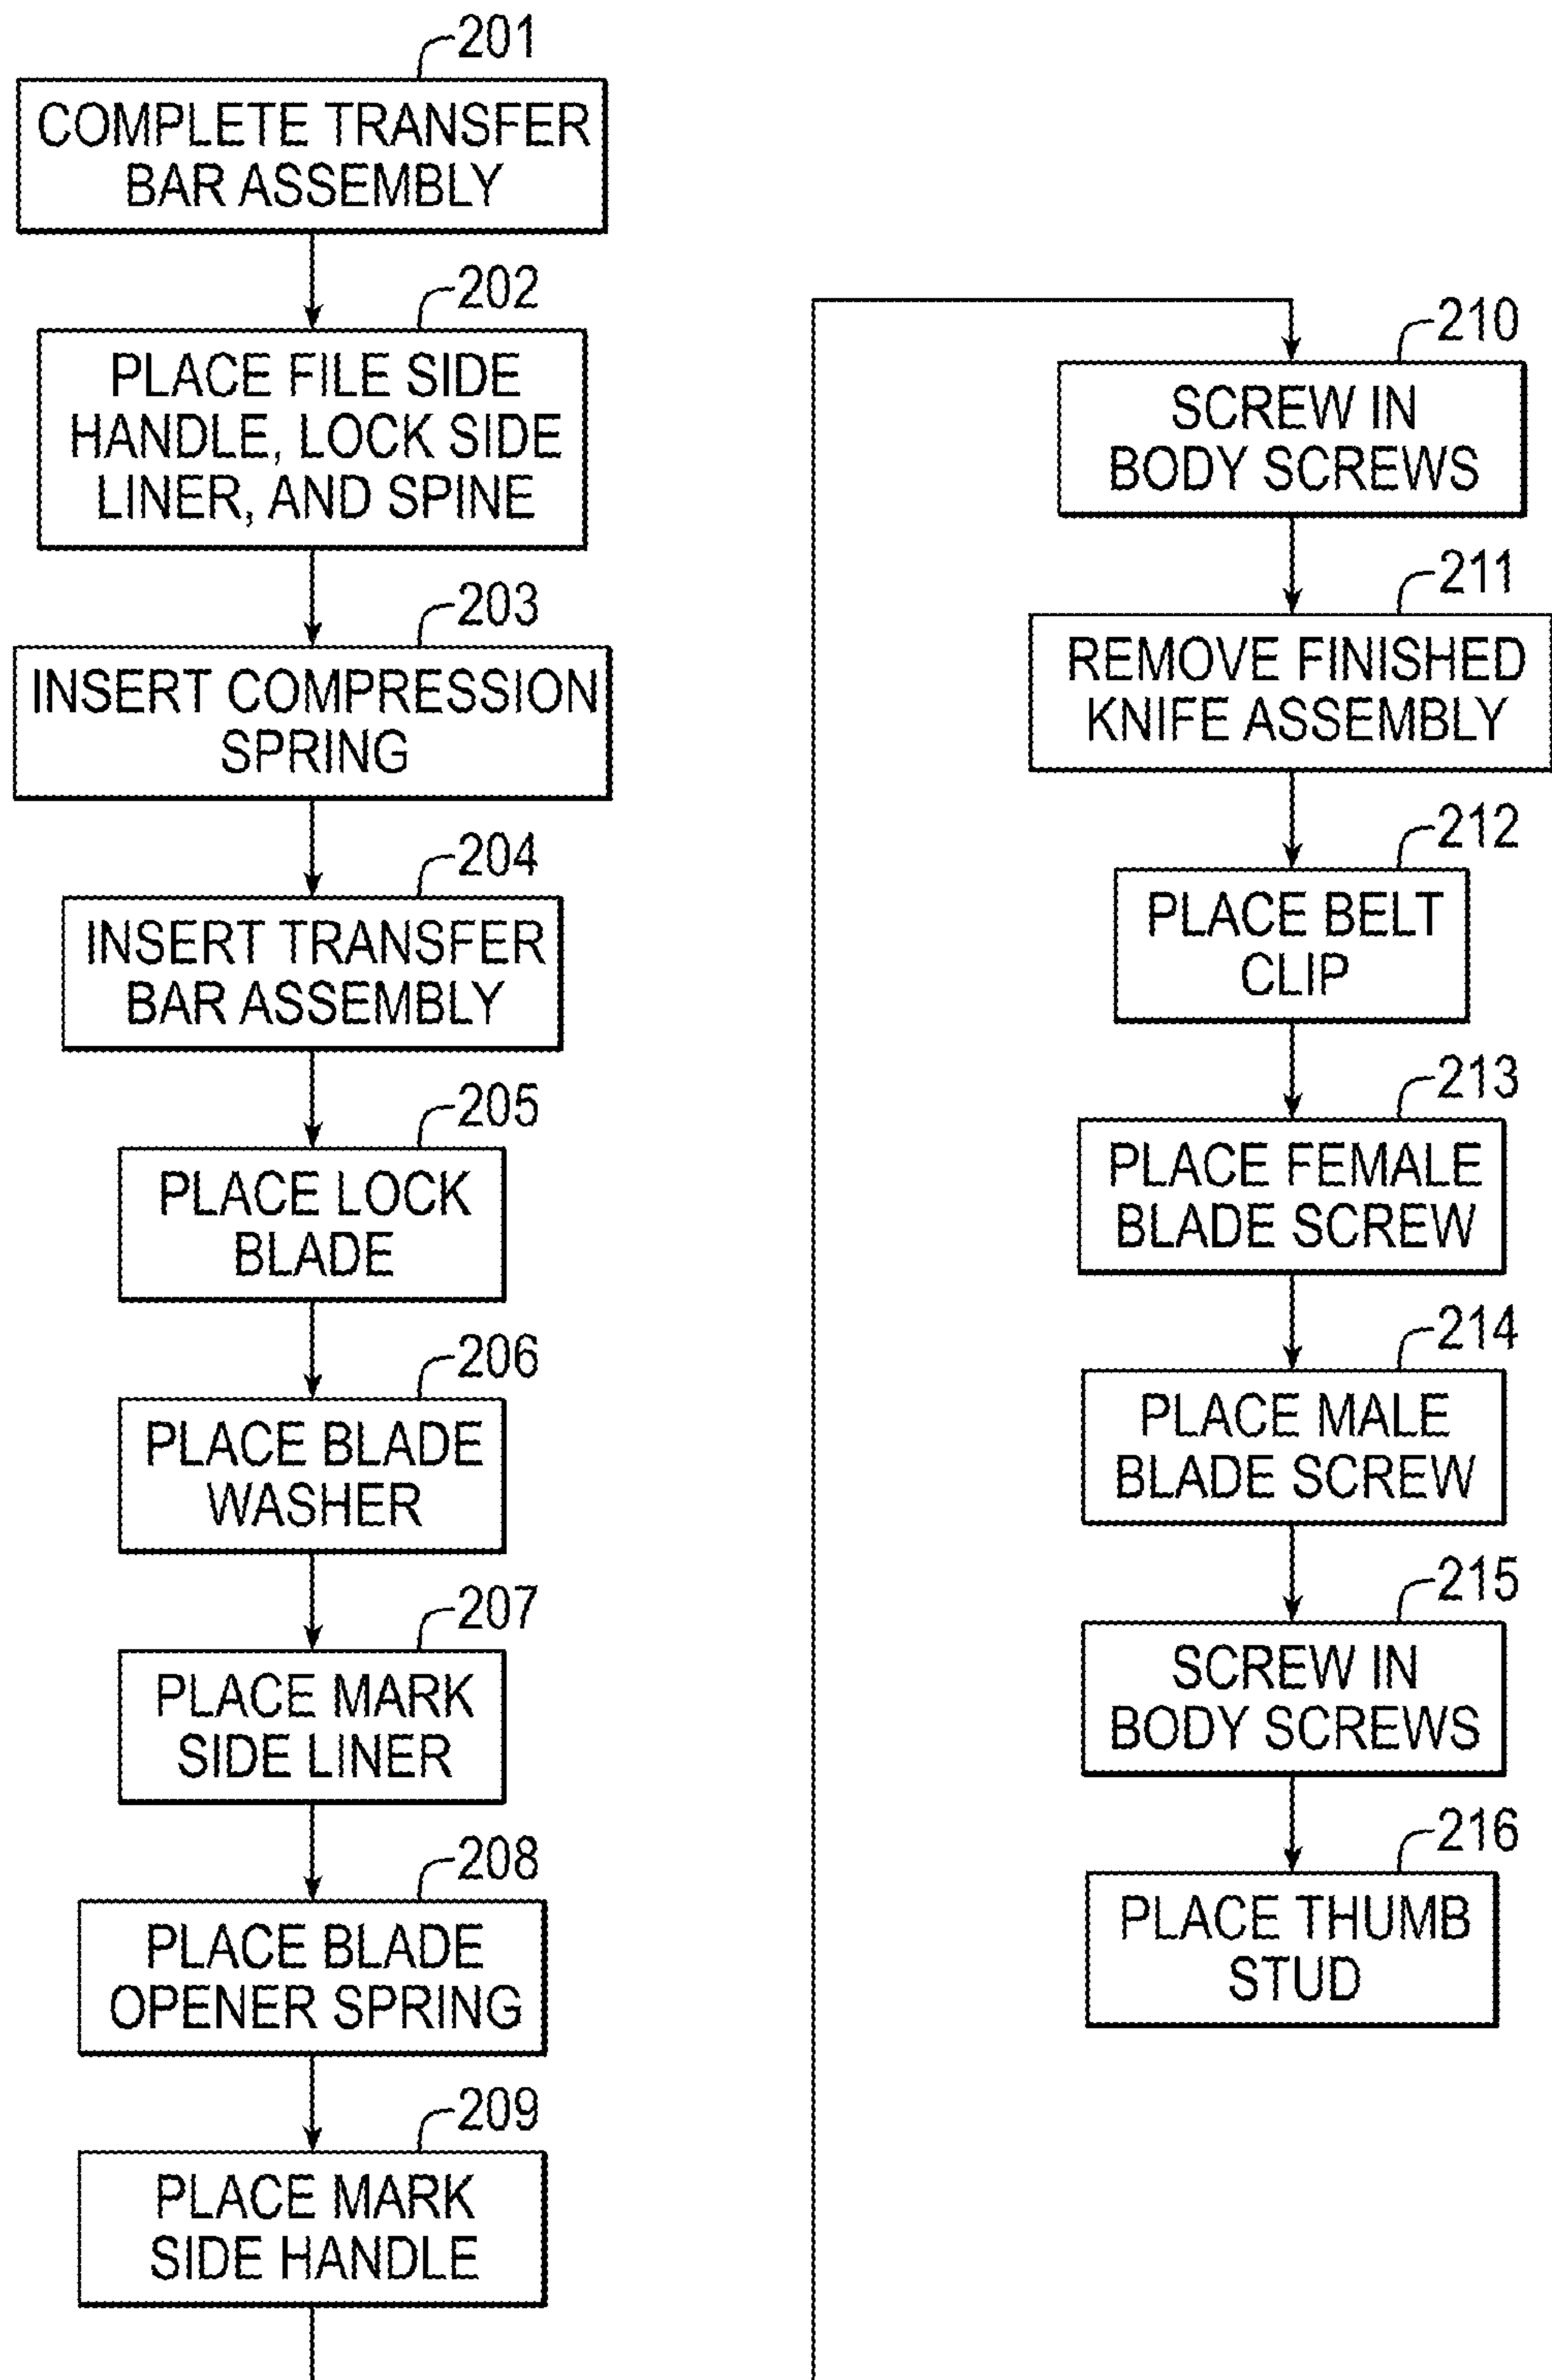 201
COMPLETE TRANSFER
BAR ASSEMBLY
202
PLACE FILE SIDE
HANDLE, LOCK SIDE
LINER, AND SPINE
203
INSERT COMPRESSION
SPRING
204
INSERT TRANSFER
BAR ASSEMBLY
205
PLACE LOCK
BLADE
206
PLACE BLADE
WASHER
207
PLACE MARK
SIDE LINER
208
PLACE BLADE
OPENER SPRING
209
PLACE MARK
SIDE HANDLE
210
SCREW IN
BODY SCREWS
211
REMOVE FINISHED
KNIFE ASSEMBLY
212
PLACE BELT
CLIP
213
PLACE FEMALE
BLADE SCREW
214
PLACE MALE
BLADE SCREW
215
SCREW IN
BODY SCREWS
216
PLACE THUMB
STUD